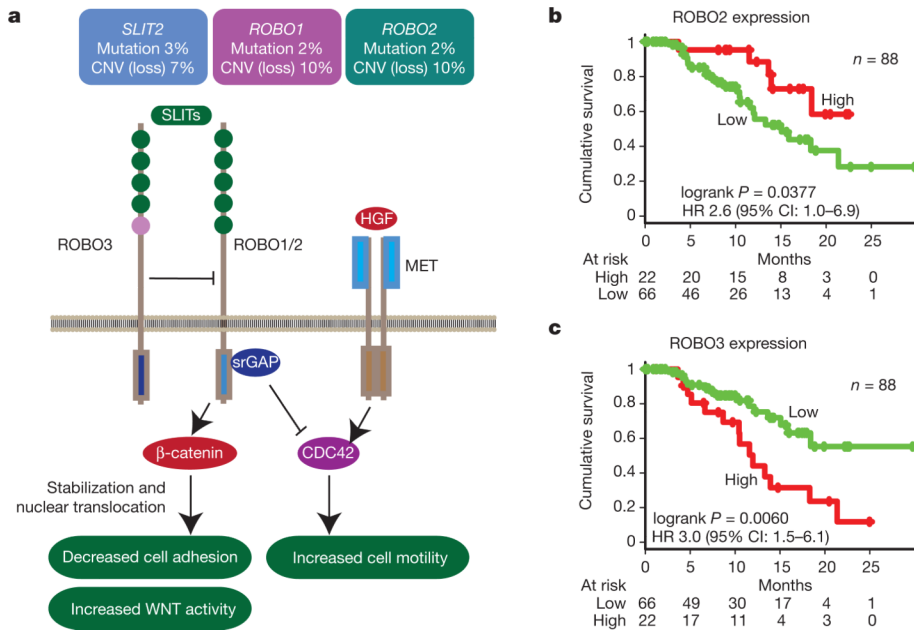 a
SLIT2
Mutation 3%
CNV (loss) 7%
ROBO1
Mutation 2%
CNV (loss) 10%
ROBO2
Mutation 2%
CNV (loss) 10%
SLITs
ROBO3
ROBO1/2
HGF
MET
srGAP
β-catenin
CDC42
Stabilization and
nuclear translocation
Decreased cell adhesion
Increased cell motility
Increased WNT activity
b
ROBO2 expression
Cumulative survival
1
0.8
0.6
0.4
0.2
0
n = 88
High
Low
logrank P = 0.0377
HR 2.6 (95% CI: 1.0–6.9)
0 5 10 15 20 25
At risk Months
High 22 20 15 8 3 0
Low 66 46 26 13 4 1
c
ROBO3 expression
Cumulative survival
1
0.8
0.6
0.4
0.2
0
n = 88
Low
High
logrank P = 0.0060
HR 3.0 (95% CI: 1.5–6.1)
0 5 10 15 20 25
At risk Months
Low 66 49 30 17 4 1
High 22 17 11 4 3 0